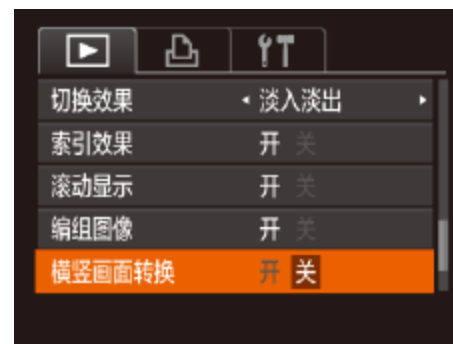 切换效果 淡入淡出
索引效果 开 关
滚动显示 开 关
编组图像 开 关
横竖画面转换 开 关